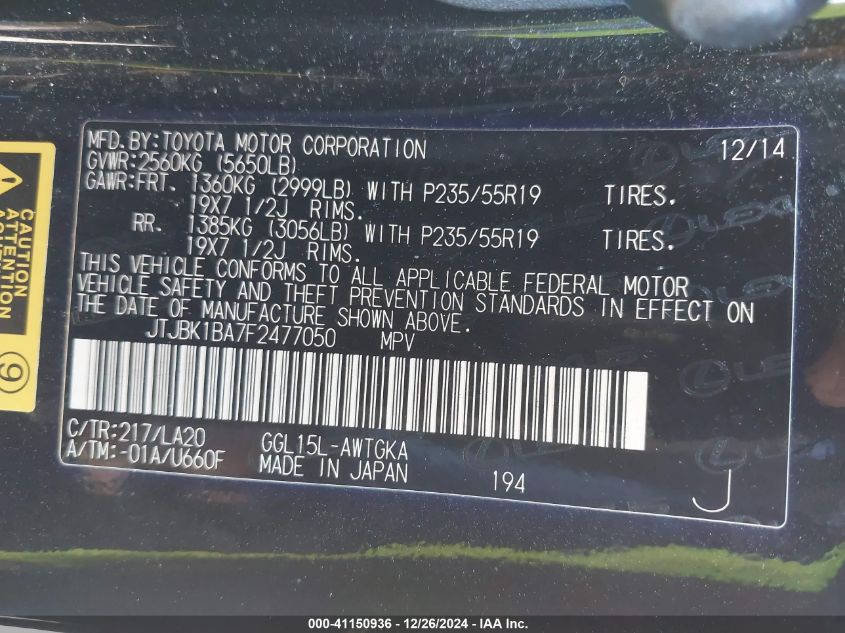 MFD. BY: TOYOTA MOTOR CORPORATION 12/14
GVWR: 2560KG (5650LB)
GAWR: FRT. 1360KG (2999LB) WITH P235/55R19 TIRES.
19X7 1/2J RIMS.
RR. 1385KG (3056LB) WITH P235/55R19 TIRES.
19X7 1/2J RIMS.
THIS VEHICLE CONFORMS TO ALL APPLICABLE FEDERAL MOTOR
VEHICLE SAFETY AND THEFT PREVENTION STANDARDS IN EFFECT ON
THE DATE OF MANUFACTURE SHOWN ABOVE.
JTJBK1BA7F2477050 MPV
C/TR: 217/LA20 GGL15L-AWTGKA
A/TM: -01A/U660F MADE IN JAPAN 194 J
CAUTION
ATTENTION
9
LEXUS
000-41150936 - 12/26/2024 - IAA Inc.